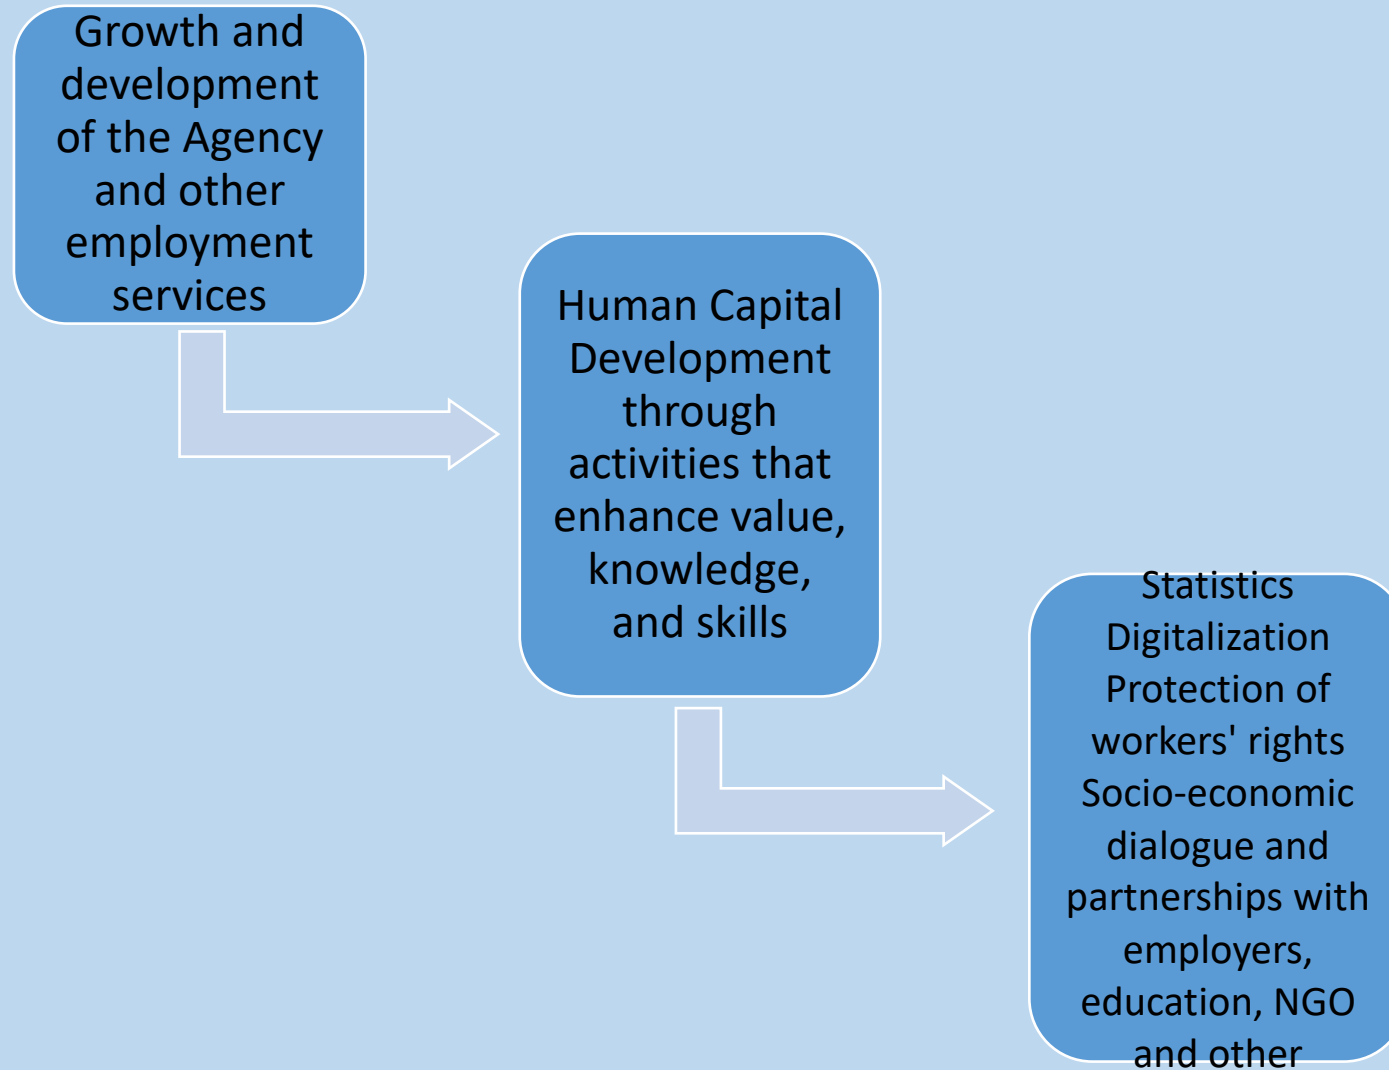 Growth and
development
of the Agency
and other
employment
services
Human Capital
Development
through
activities that
enhance value,
knowledge,
and skills
Statistics
Digitalization
Protection of
workers' rights
Socio-economic
dialogue and
partnerships with
employers,
education, NGO
and other